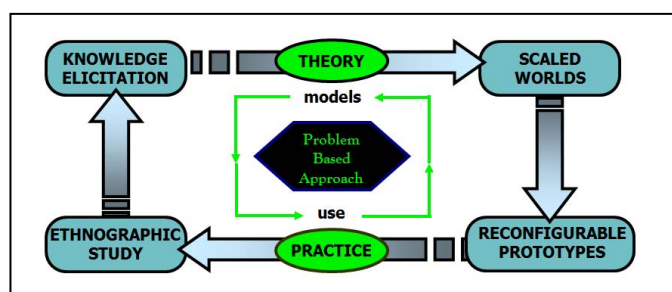 KNOWLEDGE
ELICITATION
THEORY
SCALED
WORLDS
models
Problem
Based
Approach
use
ETHNOGRAPHIC
STUDY
PRACTICE
RECONFIGURABLE
PROTOTYPES